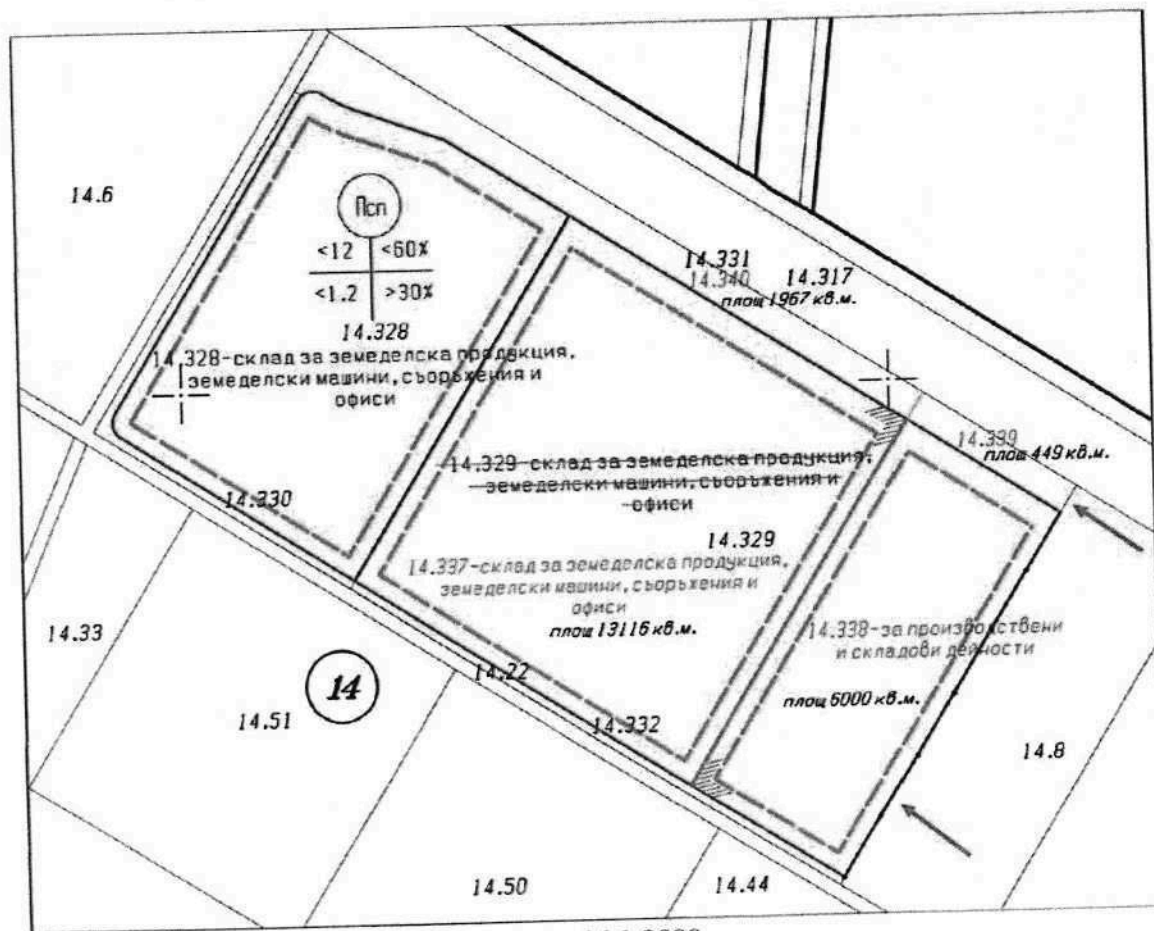 14.6
Псп
<12 <60%
<1.2 >30%
14.328
14.328-склад за земеделска продукция,
земеделски машини, съоръжения и
офиси
14.331
14.340
14.317
площ 1967 кв.м.
14.339
площ 449 кв.м.
14.329-склад за земеделска продукция,
земеделски машини, съоръжения и
офиси
14.330
14.329
14.337-склад за земеделска продукция,
земеделски машини, съоръжения и
офиси
площ 13116 кв.м.
14.338-за производствени
и складови дейности
площ 6000 кв.м.
14.33
14
14.22
14.51
14.332
14.8
14.50
14.44